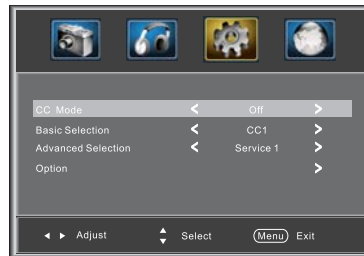 CC Mode < Off >
Basic Selection < CC1 >
Advanced Selection < Service 1 >
Option >
◄ ► Adjust ▲▼ Select Menu Exit